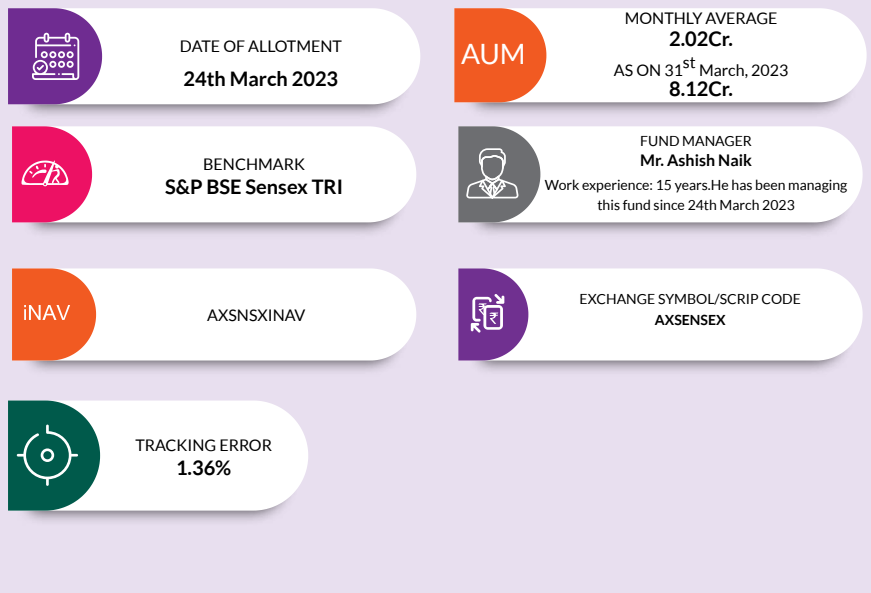 DATE OF ALLOTMENT
24th March 2023
AUM
MONTHLY AVERAGE
2.02Cr.
AS ON 31st March, 2023
8.12Cr.
BENCHMARK
S&P BSE Sensex TRI
FUND MANAGER
Mr. Ashish Naik
Work experience: 15 years.He has been managing
this fund since 24th March 2023
iNAV
AXSNSXINAV
EXCHANGE SYMBOL/SCRIP CODE
AXSENSEX
TRACKING ERROR
1.36%